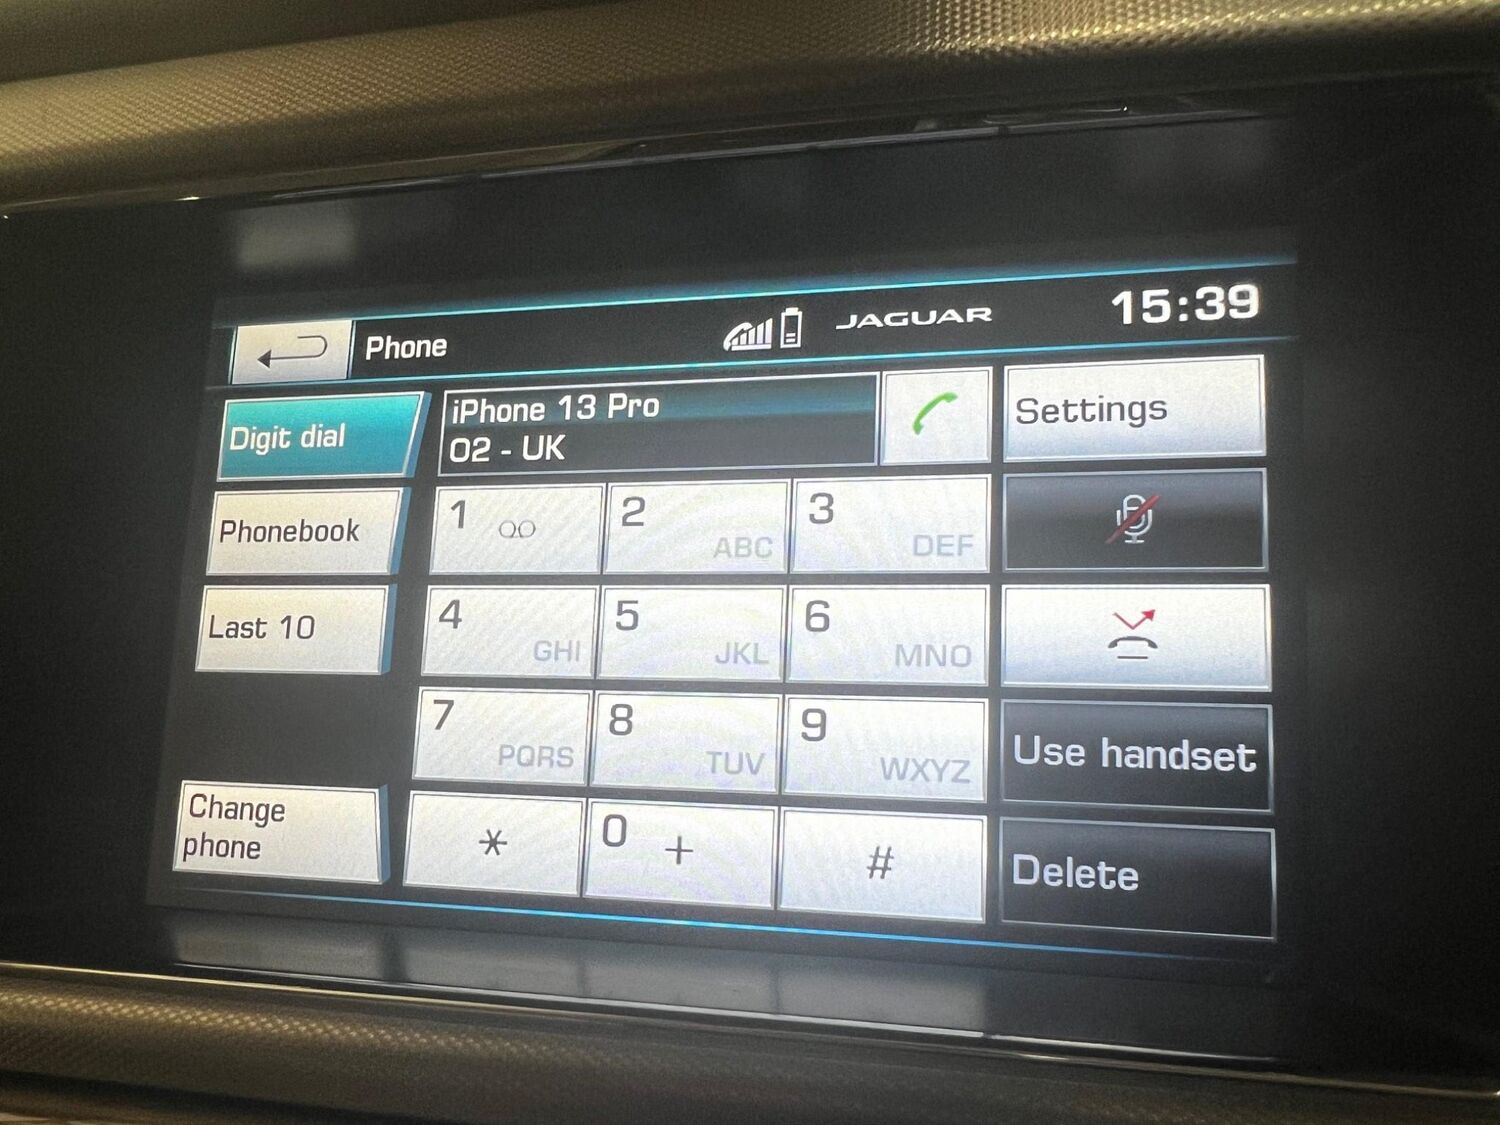 Phone
JAGUAR
15:39
Digit dial
iPhone 13 Pro
O2 - UK
Settings
Phonebook
1
2 ABC
3 DEF
Last 10
4 GHI
5 JKL
6 MNO
7 PQRS
8 TUV
9 WXYZ
Use handset
Change
phone
*
0 +
#
Delete